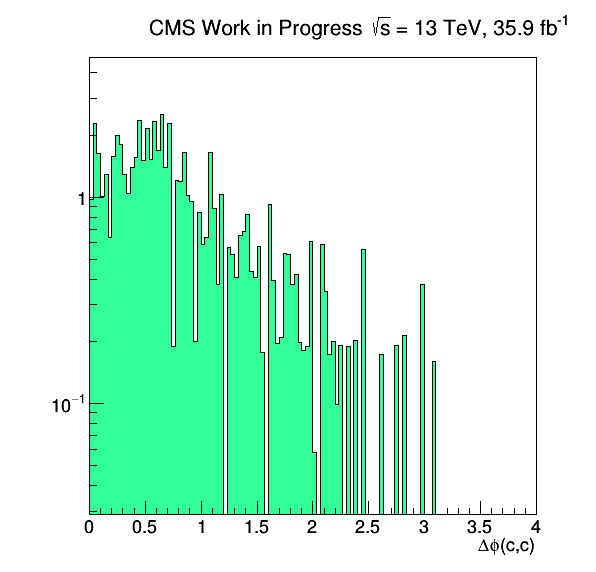 CMS Work in Progress √s = 13 TeV, 35.9 fb⁻¹
1
10⁻¹
0 0.5 1 1.5 2 2.5 3 3.5 4
Δϕ(c,c)